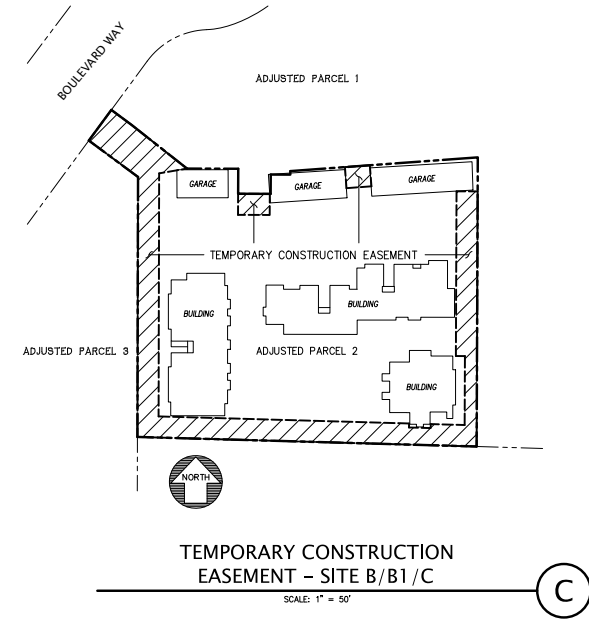 BOULEVARD WAY
ADJUSTED PARCEL 1
GARAGE
GARAGE
GARAGE
TEMPORARY CONSTRUCTION EASEMENT
BUILDING
BUILDING
ADJUSTED PARCEL 3
ADJUSTED PARCEL 2
BUILDING
NORTH
TEMPORARY CONSTRUCTION
EASEMENT - SITE B/B1/C
SCALE: 1" = 50'
C